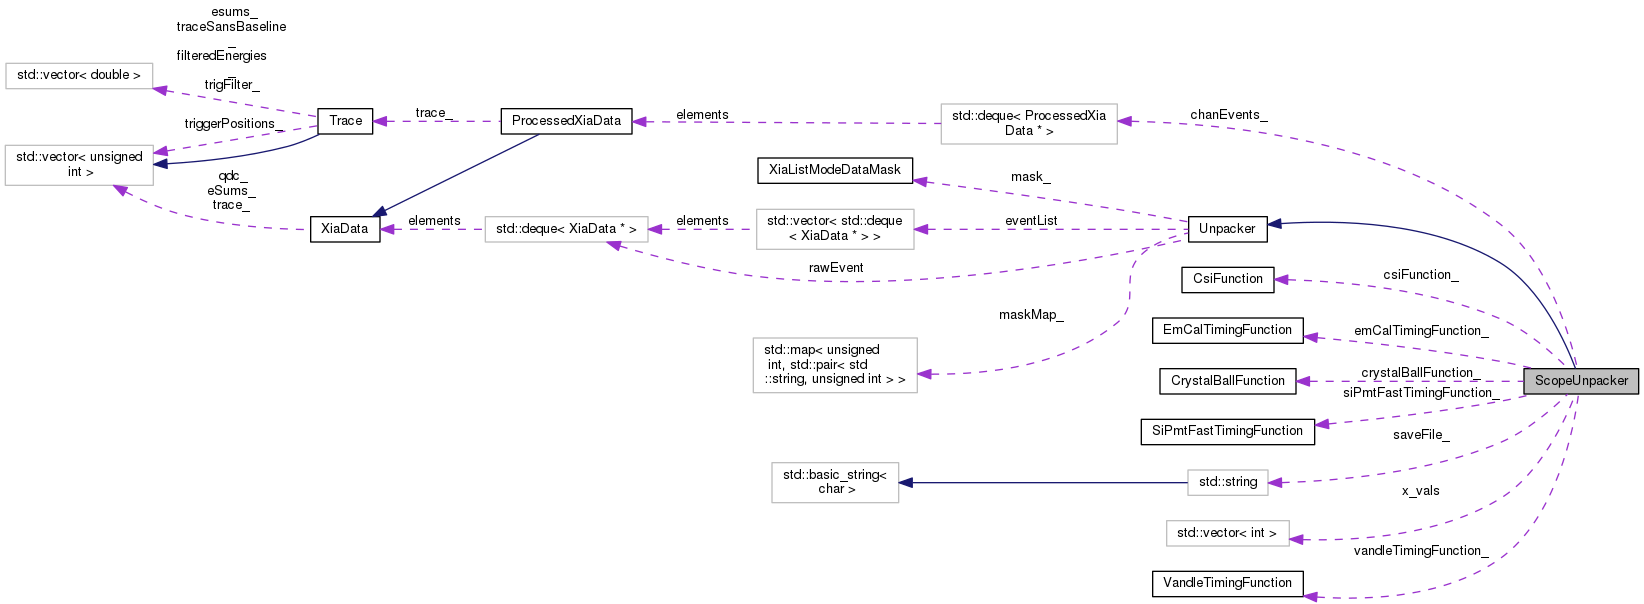 esums_
traceSansBaseline
_
filteredEnergies
_
trigFilter_
std::vector< double >
triggerPositions_
std::vector< unsigned
int >
qdc_
eSums_
trace_
Trace
trace_
ProcessedXiaData
elements
std::deque< ProcessedXia
Data * >
chanEvents_
XiaListModeDataMask
mask_
XiaData
elements
std::deque< XiaData * >
elements
std::vector< std::deque
< XiaData * > >
eventList
Unpacker
rawEvent
maskMap_
std::map< unsigned
int, std::pair< std
::string, unsigned int > >
CsiFunction
csiFunction_
EmCalTimingFunction
emCalTimingFunction_
CrystalBallFunction
crystalBallFunction_
ScopeUnpacker
siPmtFastTimingFunction_
SiPmtFastTimingFunction
saveFile_
std::basic_string<
char >
std::string
x_vals
std::vector< int >
vandleTimingFunction_
VandleTimingFunction